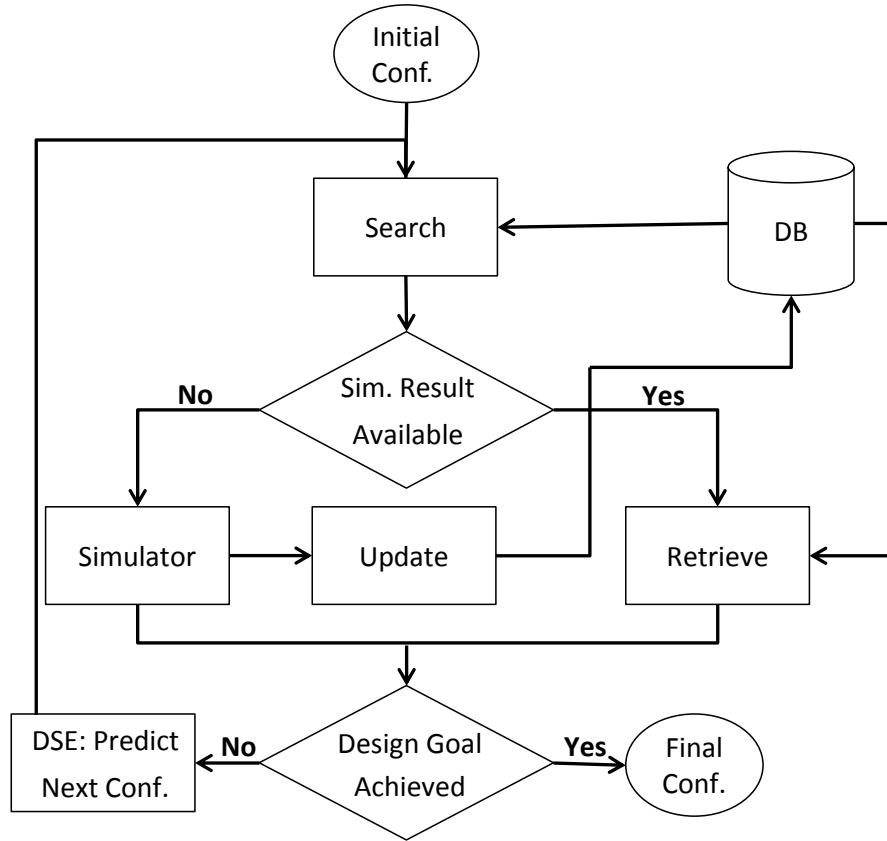 Initial
Conf.
Search
DB
No
Sim. Result
Yes
Available
Simulator
Update
Retrieve
DSE: Predict
Next Conf.
No
Design Goal
Achieved
Yes
Final
Conf.